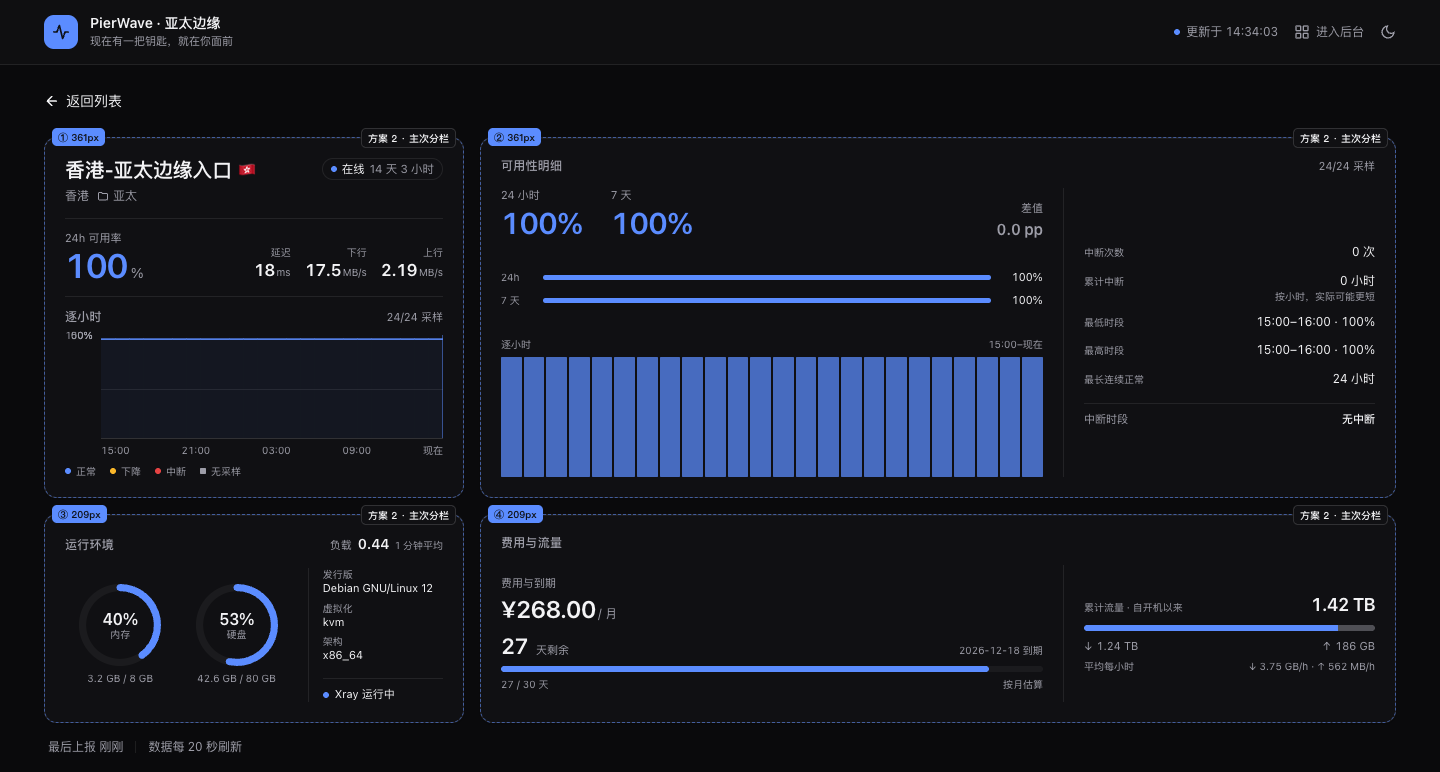 PierWave · 亚太边缘
现在有一把钥匙，就在你面前
更新于 14:34:03
进入后台
返回列表
① 361px
方案 2 · 主次分栏
香港-亚太边缘入口
在线 14 天 3 小时
香港 亚太
24h 可用率
100 %
延迟 下行 上行
18 ms 17.5 MB/s 2.19 MB/s
逐小时
24/24 采样
15:00 21:00 03:00 09:00 现在
正常 下降 中断 无采样
② 361px
方案 2 · 主次分栏
可用性明细
24/24 采样
24 小时 7 天
100% 100%
差值
0.0 pp
24h 100%
7 天 100%
逐小时
15:00–现在
中断次数 0 次
累计中断 0 小时
按小时，实际可能更短
最低时段 15:00–16:00 · 100%
最高时段 15:00–16:00 · 100%
最长连续正常 24 小时
中断时段 无中断
③ 209px
方案 2 · 主次分栏
运行环境
负载 0.44 1 分钟平均
40%
内存
3.2 GB / 8 GB
53%
硬盘
42.6 GB / 80 GB
发行版
Debian GNU/Linux 12
虚拟化
kvm
架构
x86_64
Xray 运行中
④ 209px
方案 2 · 主次分栏
费用与流量
费用与到期
¥268.00 / 月
27 天剩余
2026-12-18 到期
27 / 30 天
按月估算
累计流量 · 自开机以来 1.42 TB
↓ 1.24 TB ↑ 186 GB
平均每小时 ↓ 3.75 GB/h · ↑ 562 MB/h
最后上报 刚刚
数据每 20 秒刷新